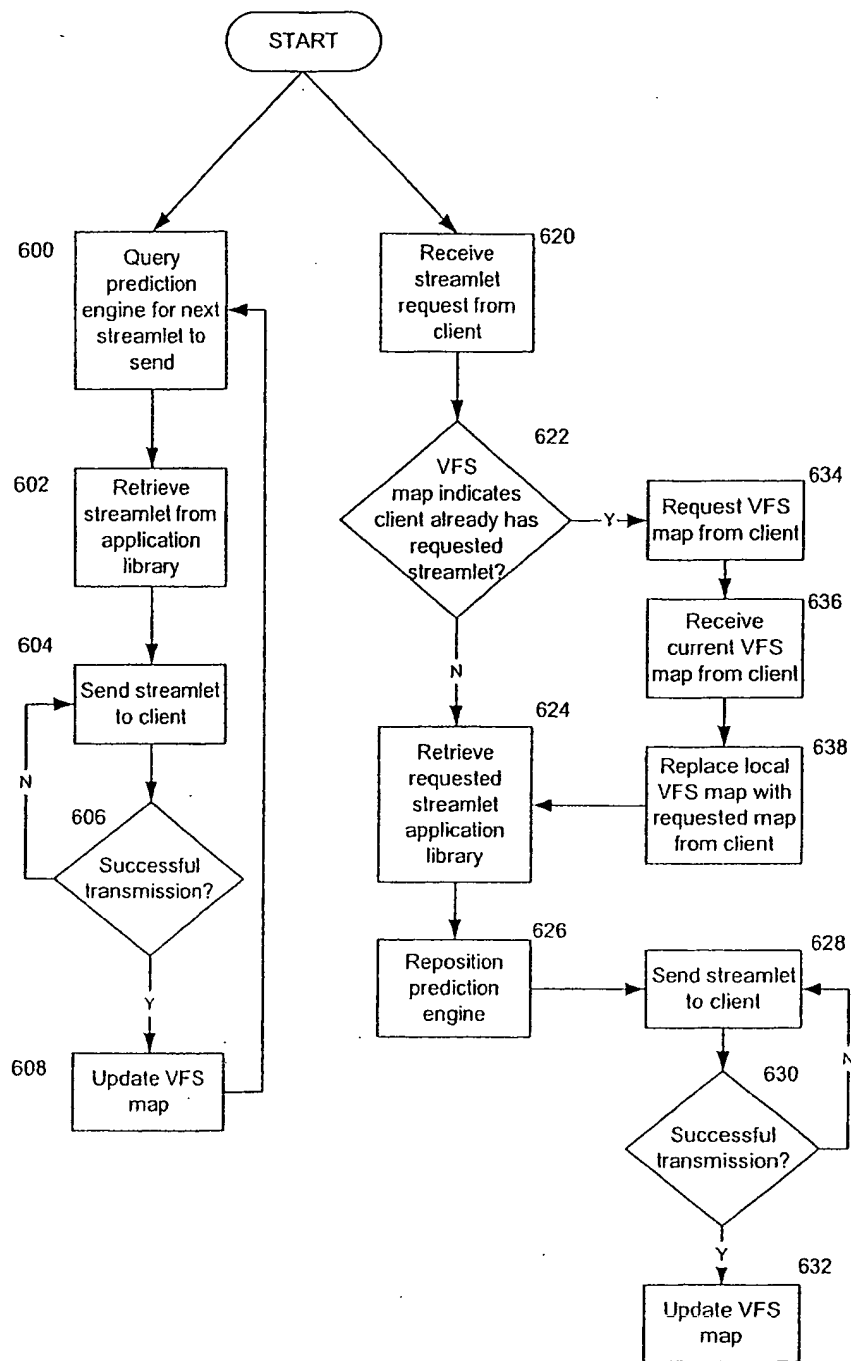 START
600
Query
prediction
engine for next
streamlet to
send
602
Retrieve
streamlet from
application
library
604
Send streamlet
to client
N
606
Successful
transmission?
Y
608
Update VFS
map
620
Receive
streamlet
request from
client
622
VFS
map indicates
client already has
requested
streamlet?
Y
N
634
Request VFS
map from client
636
Receive
current VFS
map from client
638
Replace local
VFS map with
requested map
from client
624
Retrieve
requested
streamlet
application
library
626
Reposition
prediction
engine
628
Send streamlet
to client
N
630
Successful
transmission?
Y
632
Update VFS
map